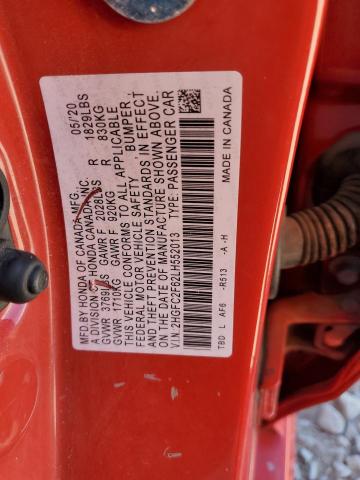 MFD.BY HONDA OF CANADA MFG. 05/20
A DIVISION OF HONDA CANADA INC.
GVWR 3769LBS GAWR F 2028LBS R 1829LBS
GVWR 1710KG GAWR F 920KG R 830KG
THIS VEHICLE CONFORMS TO ALL APPLICABLE
FEDERAL MOTOR VEHICLE SAFETY, BUMPER,
AND THEFT PREVENTION STANDARDS IN EFFECT
ON THE DATE OF MANUFACTURE SHOWN ABOVE.
V.I.N. 2HGFC2F62LH552013 TYPE: PASSENGER CAR
TBD L AF6 -R513 -A -H
MADE IN CANADA